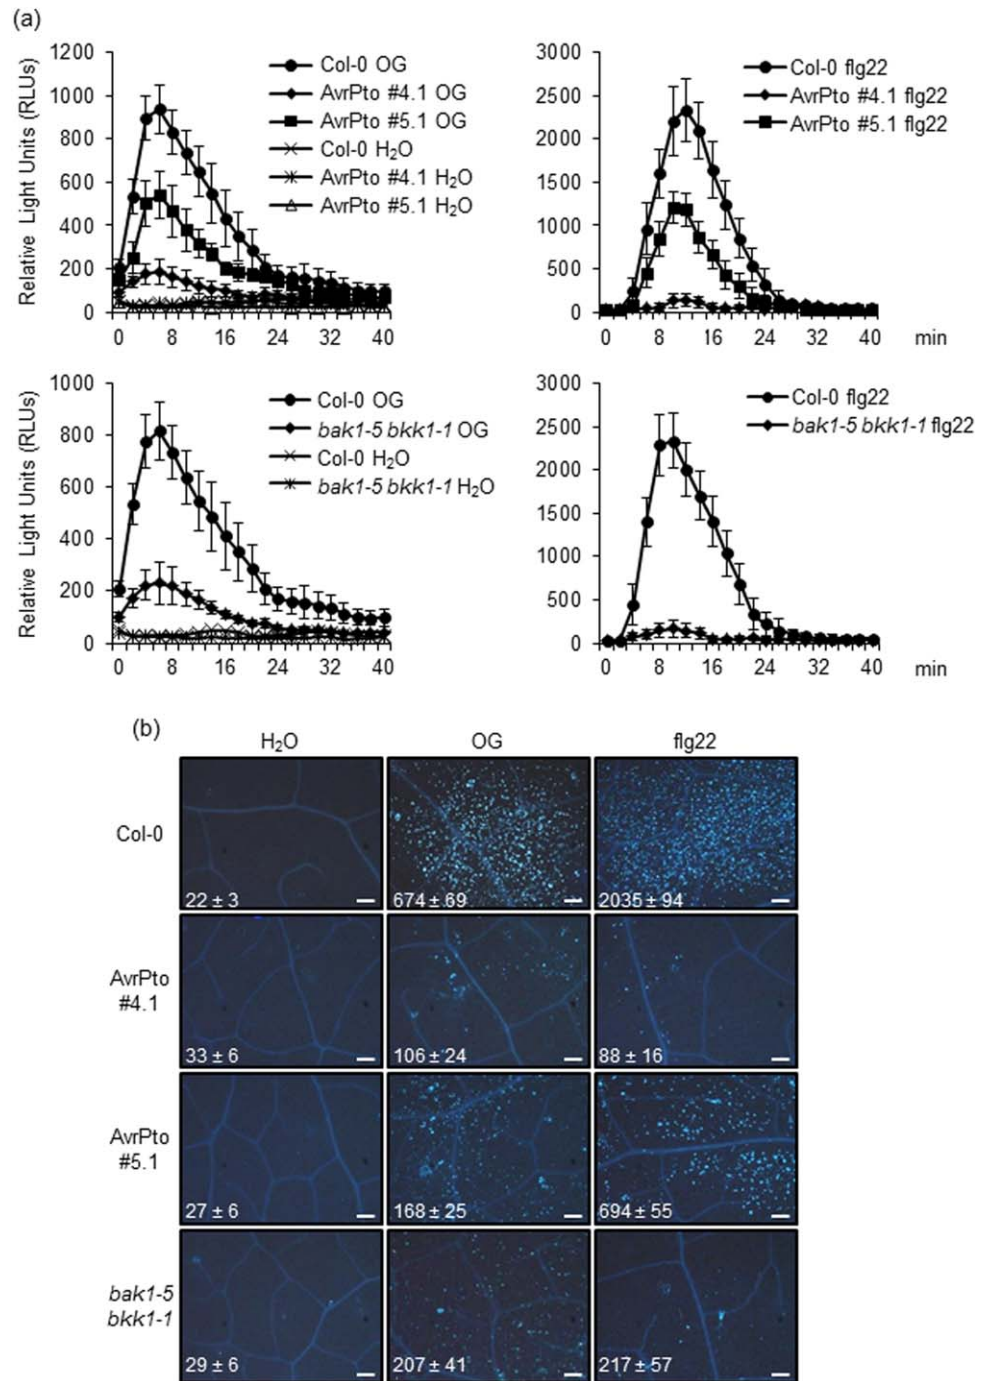 (a)
Relative Light Units (RLUs)
1200
1000
800
600
400
200
0
0 8 16 24 32 40
Col-0 OG
AvrPto #4.1 OG
AvrPto #5.1 OG
Col-0 H₂O
AvrPto #4.1 H₂O
AvrPto #5.1 H₂O
3000
2500
2000
1500
1000
500
0
0 8 16 24 32 40 min
Col-0 flg22
AvrPto #4.1 flg22
AvrPto #5.1 flg22
Relative Light Units (RLUs)
1000
800
600
400
200
0
0 8 16 24 32 40
Col-0 OG
bak1-5 bkk1-1 OG
Col-0 H₂O
bak1-5 bkk1-1 H₂O
3000
2500
2000
1500
1000
500
0
0 8 16 24 32 40 min
Col-0 flg22
bak1-5 bkk1-1 flg22
(b)
H₂O OG flg22
Col-0
22 ± 3 674 ± 69 2035 ± 94
AvrPto
#4.1
33 ± 6 106 ± 24 88 ± 16
AvrPto
#5.1
27 ± 6 168 ± 25 694 ± 55
bak1-5
bkk1-1
29 ± 6 207 ± 41 217 ± 57